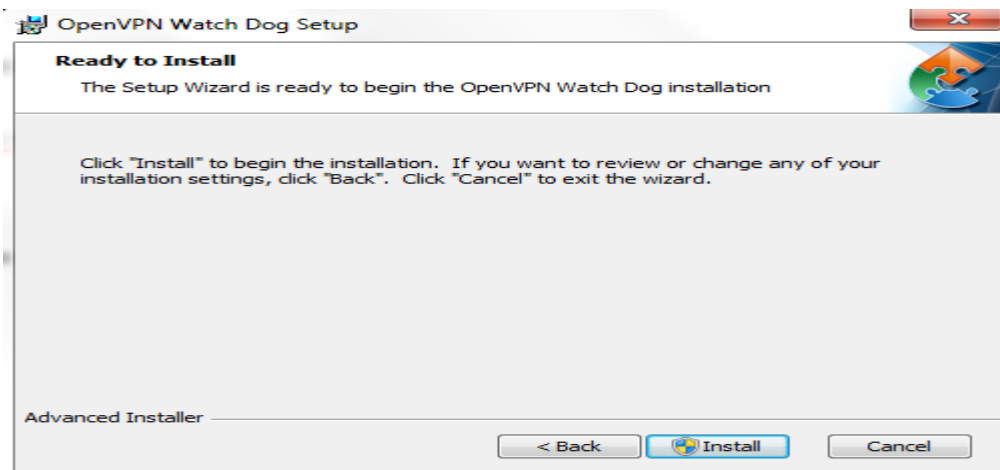 OpenVPN Watch Dog Setup
Ready to Install
The Setup Wizard is ready to begin the OpenVPN Watch Dog installation
Click "Install" to begin the installation. If you want to review or change any of your
installation settings, click "Back". Click "Cancel" to exit the wizard.
Advanced Installer
< Back Install Cancel